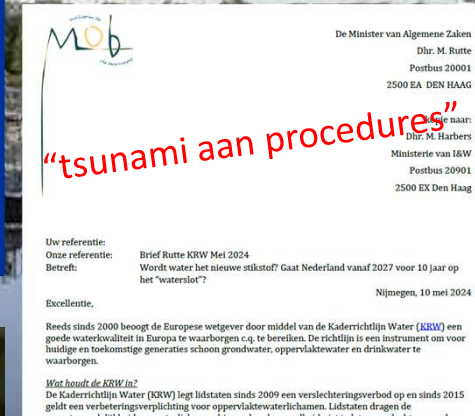 MOb
De Minister van Algemene Zaken
Dhr. M. Rutte
Postbus 20001
2500 EA DEN HAAG
"tsunami aan procedures"
naar:
Dhr. M. Harbers
Ministerie van I&W
Postbus 20901
2500 EX Den Haag
Uw referentie:
Onze referentie: Brief Rutte KRW Mei 2024
Betreft: Wordt water het nieuwe stikstof? Gaat Nederland vanaf 2027 voor 10 jaar op
het "waterslot"?
Nijmegen, 10 mei 2024
Excellentie,
Reeds sinds 2000 beoogt de Europese wetgever door middel van de Kaderrichtlijn Water (KRW) een
goede waterkwaliteit in Europa te waarborgen c.q. te bereiken. De richtlijn is een instrument om voor
huidige en toekomstige generaties schoon grondwater, oppervlaktewater en drinkwater te
waarborgen.
Wat houdt de KRW in?
De Kaderrichtlijn Water (KRW) legt lidstaten sinds 2009 een verslechteringsverbod op en sinds 2015
geldt een verbeteringsverplichting voor oppervlaktewaterlichamen. Lidstaten dragen de